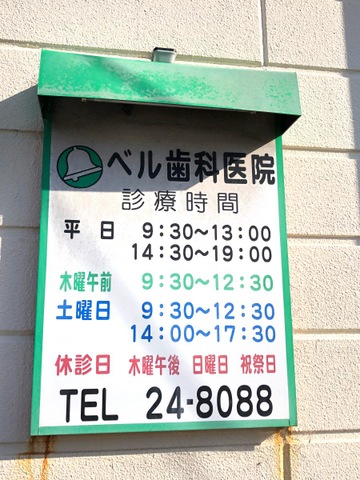 ベル歯科医院
診療時間
平日 9:30〜13:00
14:30〜19:00
木曜午前 9:30〜12:30
土曜日 9:30〜12:30
14:00〜17:30
休診日 木曜午後 日曜日 祝祭日
TEL 24-8088